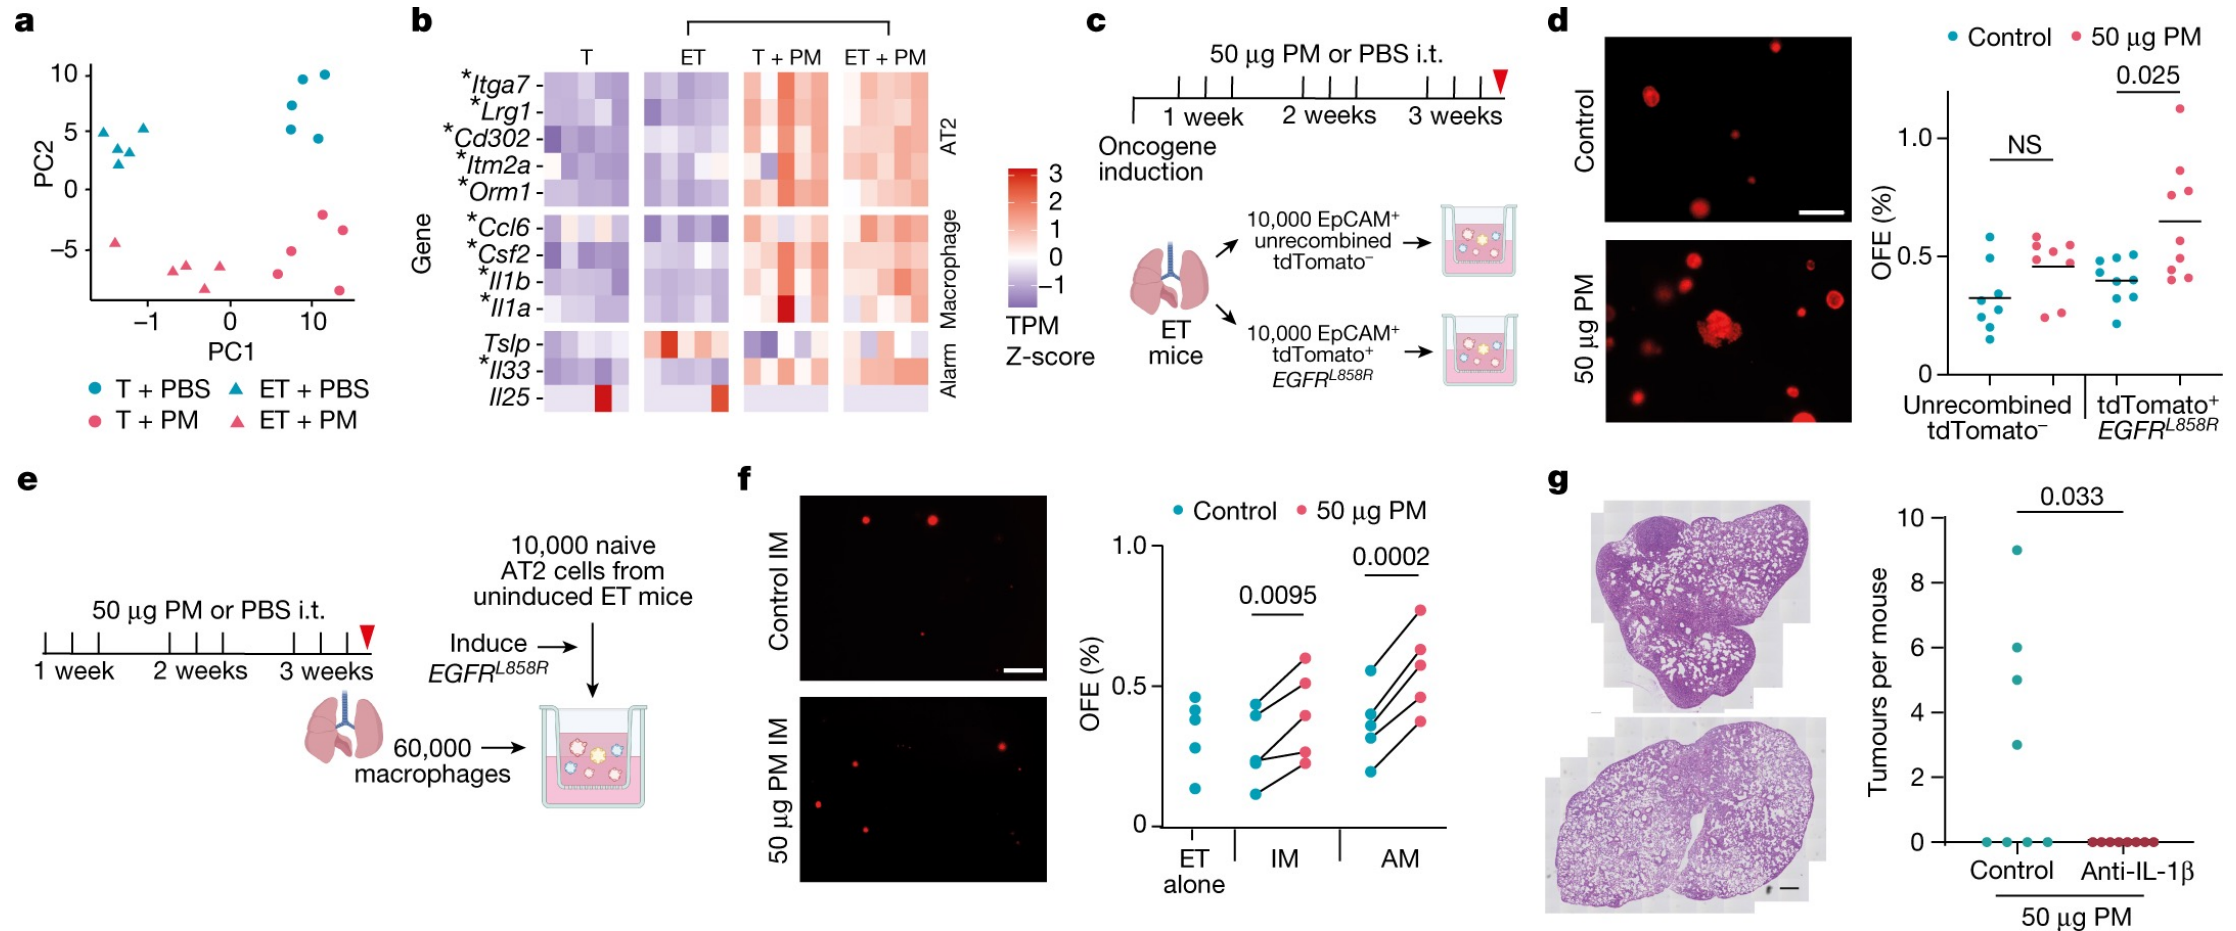 a
10
5
0
−5
PC2
−1
0
10
PC1
T + PBS
ET + PBS
T + PM
ET + PM
b
T
ET
T + PM
ET + PM
Gene
*Itga7
*Lrg1
*Cd302
*Itm2a
*Orm1
AT2
*Ccl6
*Csf2
*Il1b
*Il1a
Macrophage
Tslp
*Il33
Il25
Alarm
3
2
1
0
−1
TPM
Z-score
c
50 μg PM or PBS i.t.
1 week
2 weeks
3 weeks
Oncogene
induction
ET
mice
10,000 EpCAM⁺
unrecombined
tdTomato⁻
10,000 EpCAM⁺
tdTomato⁺
EGFRᴸ⁸⁵⁸ᴿ
d
Control
50 μg PM
Control
50 μg PM
0.025
NS
OFE (%)
1.0
0.5
0
Unrecombined
tdTomato⁻
tdTomato⁺
EGFRᴸ⁸⁵⁸ᴿ
e
50 μg PM or PBS i.t.
1 week
2 weeks
3 weeks
10,000 naive
AT2 cells from
uninduced ET mice
Induce
EGFRᴸ⁸⁵⁸ᴿ
60,000
macrophages
f
Control IM
50 μg PM IM
Control
50 μg PM
1.0
0.5
0
OFE (%)
0.0095
0.0002
ET
alone
IM
AM
g
0.033
Tumours per mouse
10
8
6
4
2
0
Control
Anti-IL-1β
50 μg PM